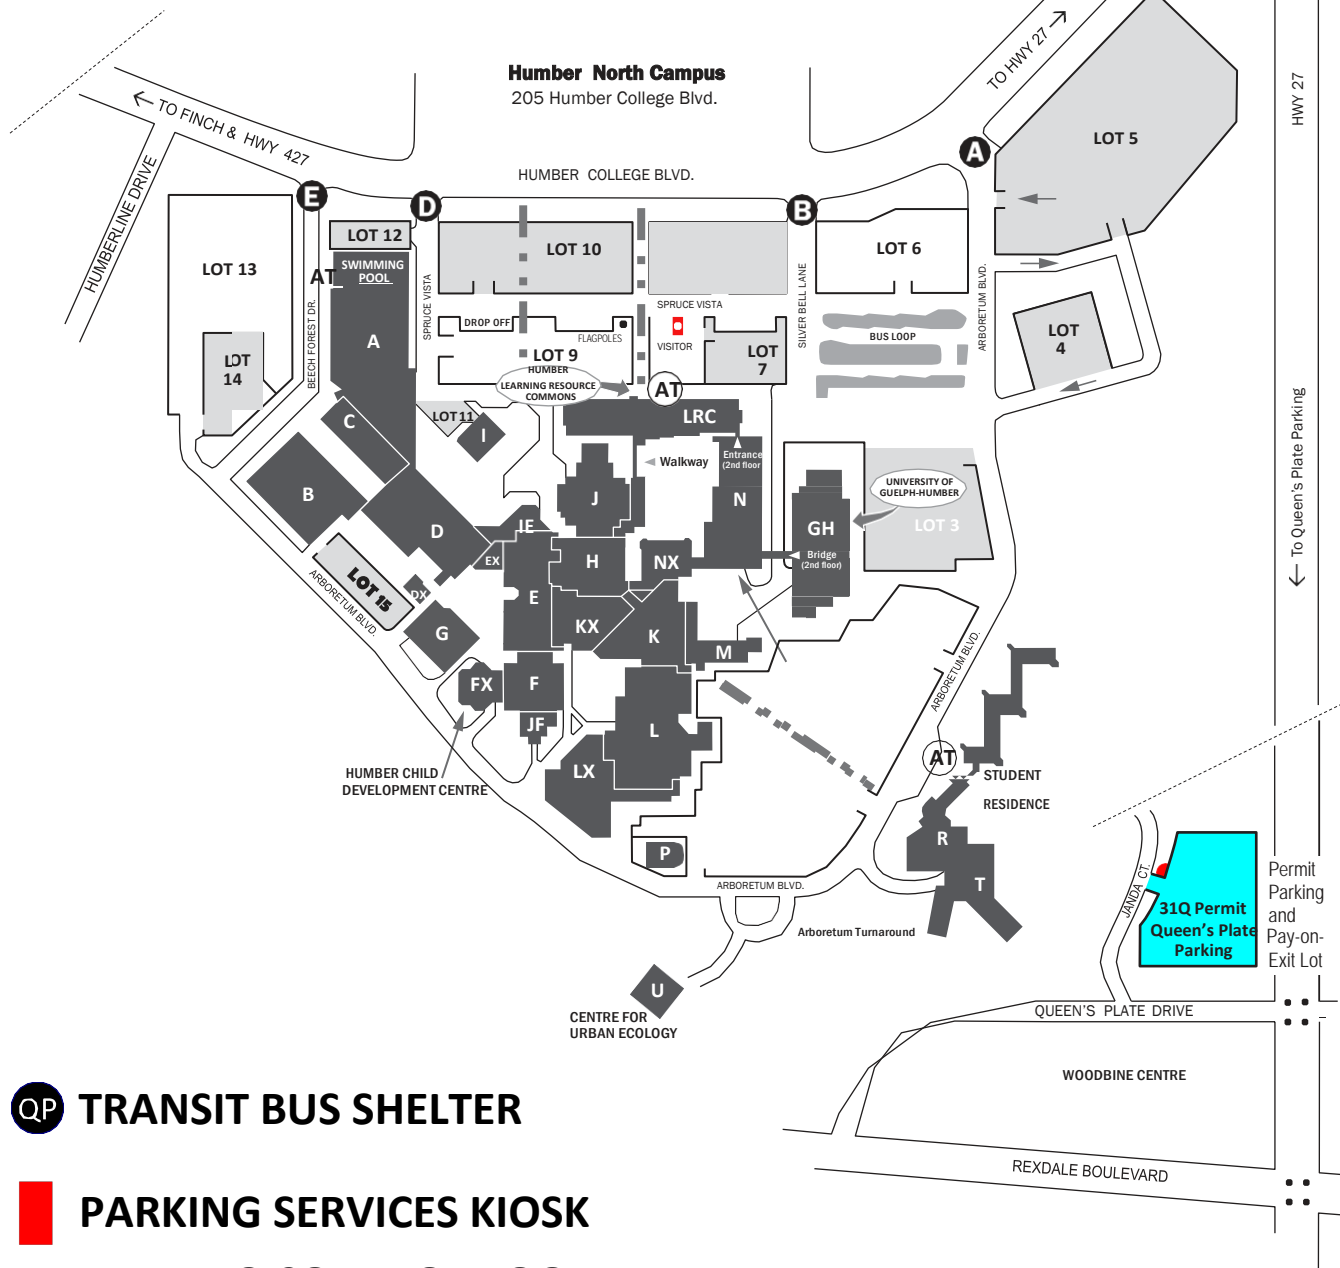 Humber North Campus
205 Humber College Blvd.
TO HWY 27
HWY 27
TO FINCH & HWY 427
HUMBERLINE DRIVE
HUMBER COLLEGE BLVD.
A
B
D
E
LOT 5
LOT 13
LOT 12
LOT 10
LOT 6
SWIMMING
POOL
AT
SPRUCE VISTA
SPRUCE VISTA
SILVER BELL LANE
ARBORETUM BLVD.
BEECH FOREST DR.
DROP OFF
FLAGPOLES
VISITOR
BUS LOOP
LOT
4
LOT
14
A
LOT 9
LOT
7
HUMBER
LEARNING RESOURCE
COMMONS
AT
LOT 11
LRC
C
I
Walkway
Entrance
(2nd floor
To Queen's Plate Parking
B
J
N
UNIVERSITY OF
GUELPH-HUMBER
LOT 3
GH
D
IE
EX
H
NX
Bridge
(2nd floor)
LOT 15
DX
E
ARBORETUM BLVD.
G
KX
K
M
ARBORETUM BLVD.
FX
F
JF
L
LX
HUMBER CHILD
DEVELOPMENT CENTRE
AT
STUDENT
RESIDENCE
P
R
T
ARBORETUM BLVD.
Arboretum Turnaround
JANDA CT.
31Q Permit
Queen's Plate
Parking
Permit
Parking
and
Pay-on-
Exit Lot
U
CENTRE FOR
URBAN ECOLOGY
QUEEN'S PLATE DRIVE
WOODBINE CENTRE
REXDALE BOULEVARD
QP TRANSIT BUS SHELTER
PARKING SERVICES KIOSK